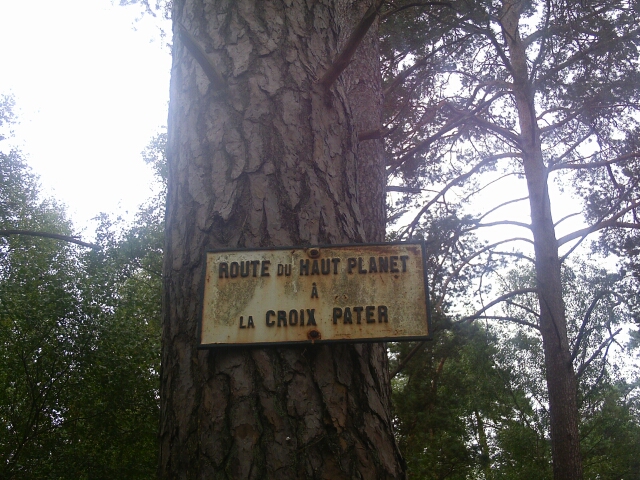 ROUTE DU HAUT PLANET
À
LA CROIX PATER